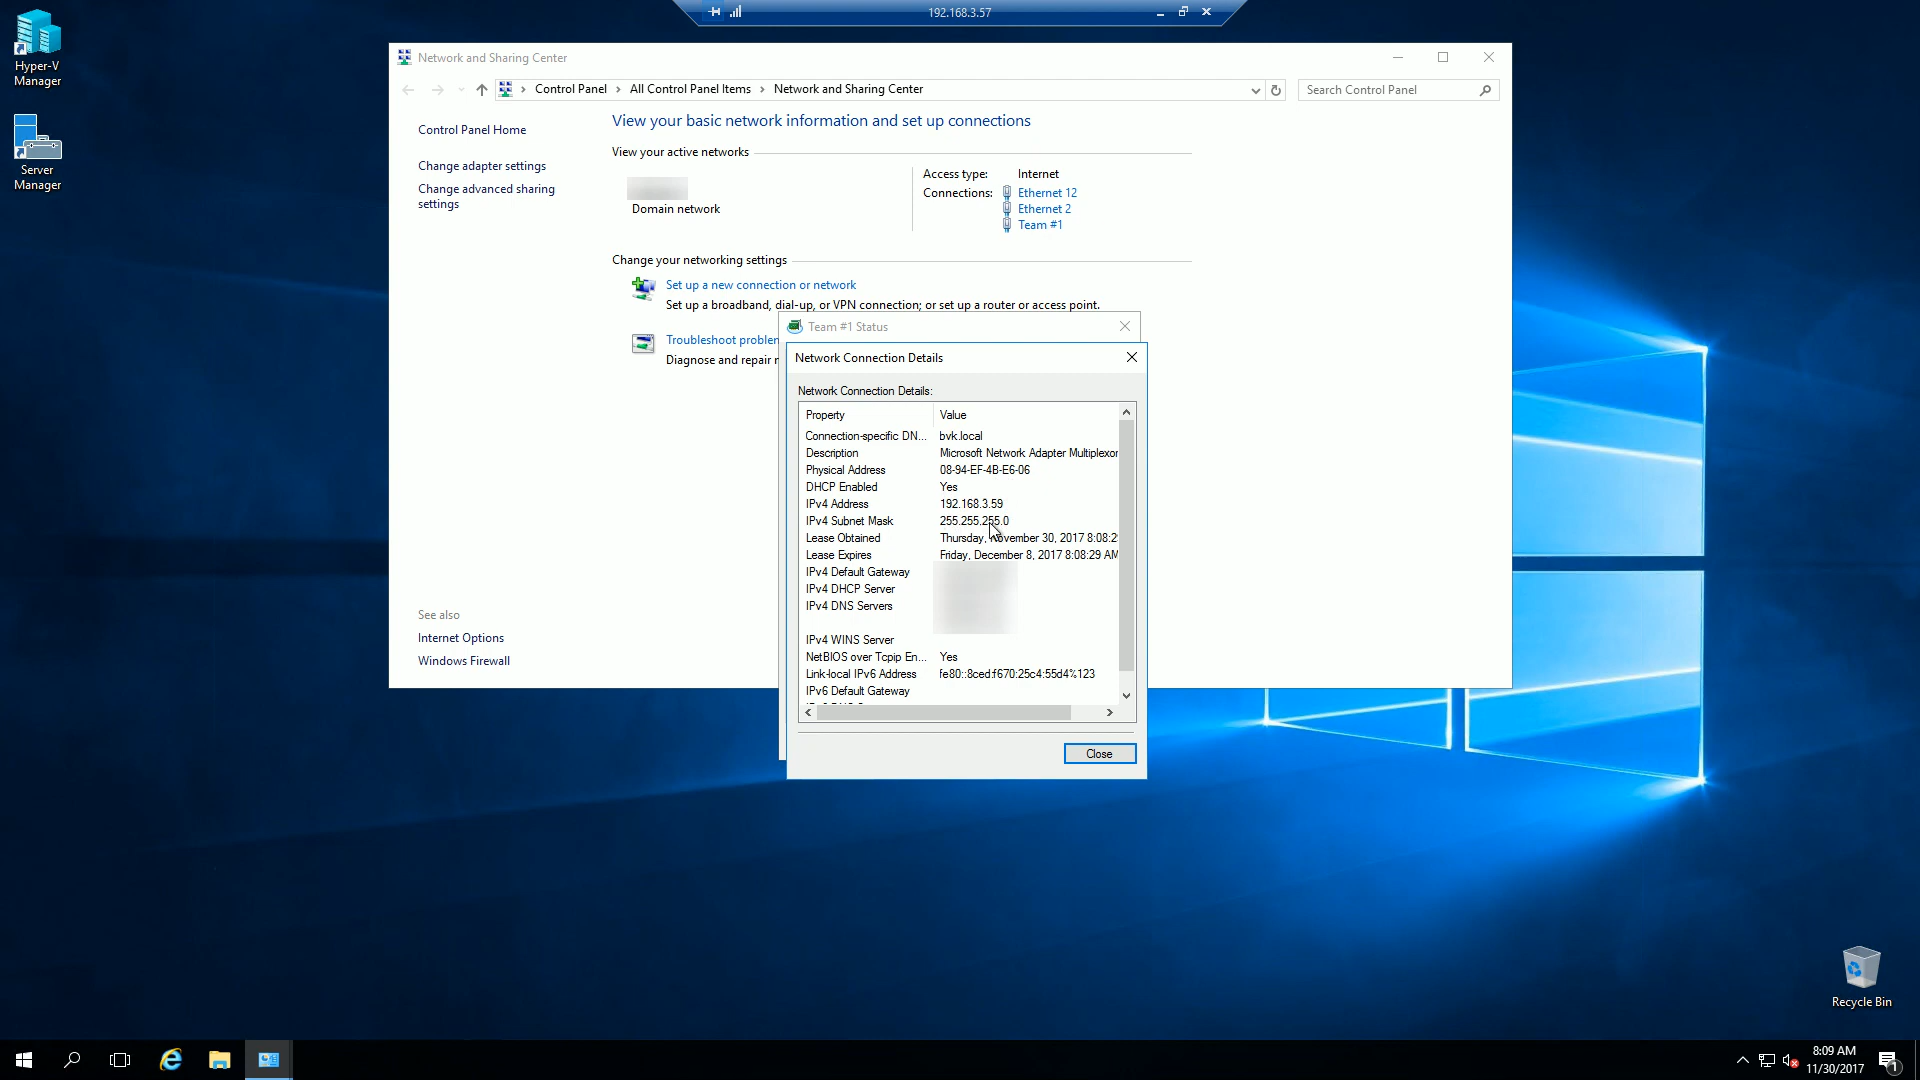 192.168.3.57
Hyper-V
Manager
Server
Manager
Network and Sharing Center
Control Panel
All Control Panel Items
Network and Sharing Center
Search Control Panel
Control Panel Home
Change adapter settings
Change advanced sharing
settings
View your basic network information and set up connections
View your active networks
Domain network
Access type: Internet
Connections: Ethernet 12
Ethernet 2
Team #1
Change your networking settings
Set up a new connection or network
Set up a broadband, dial-up, or VPN connection; or set up a router or access point.
Troubleshoot problem
Diagnose and repair
Team #1 Status
Network Connection Details
Network Connection Details:
Property Value
Connection-specific DN... bvk.local
Description Microsoft Network Adapter Multiplexor
Physical Address 08-94-EF-4B-E6-06
DHCP Enabled Yes
IPv4 Address 192.168.3.59
IPv4 Subnet Mask 255.255.255.0
Lease Obtained Thursday, November 30, 2017 8:08:2
Lease Expires Friday, December 8, 2017 8:08:29 AM
IPv4 Default Gateway
IPv4 DHCP Server
IPv4 DNS Servers
IPv4 WINS Server
NetBIOS over Tcpip En... Yes
Link-local IPv6 Address fe80::8ced:f670:25c4:55d4%123
IPv6 Default Gateway
Close
See also
Internet Options
Windows Firewall
Recycle Bin
8:09 AM
11/30/2017
1